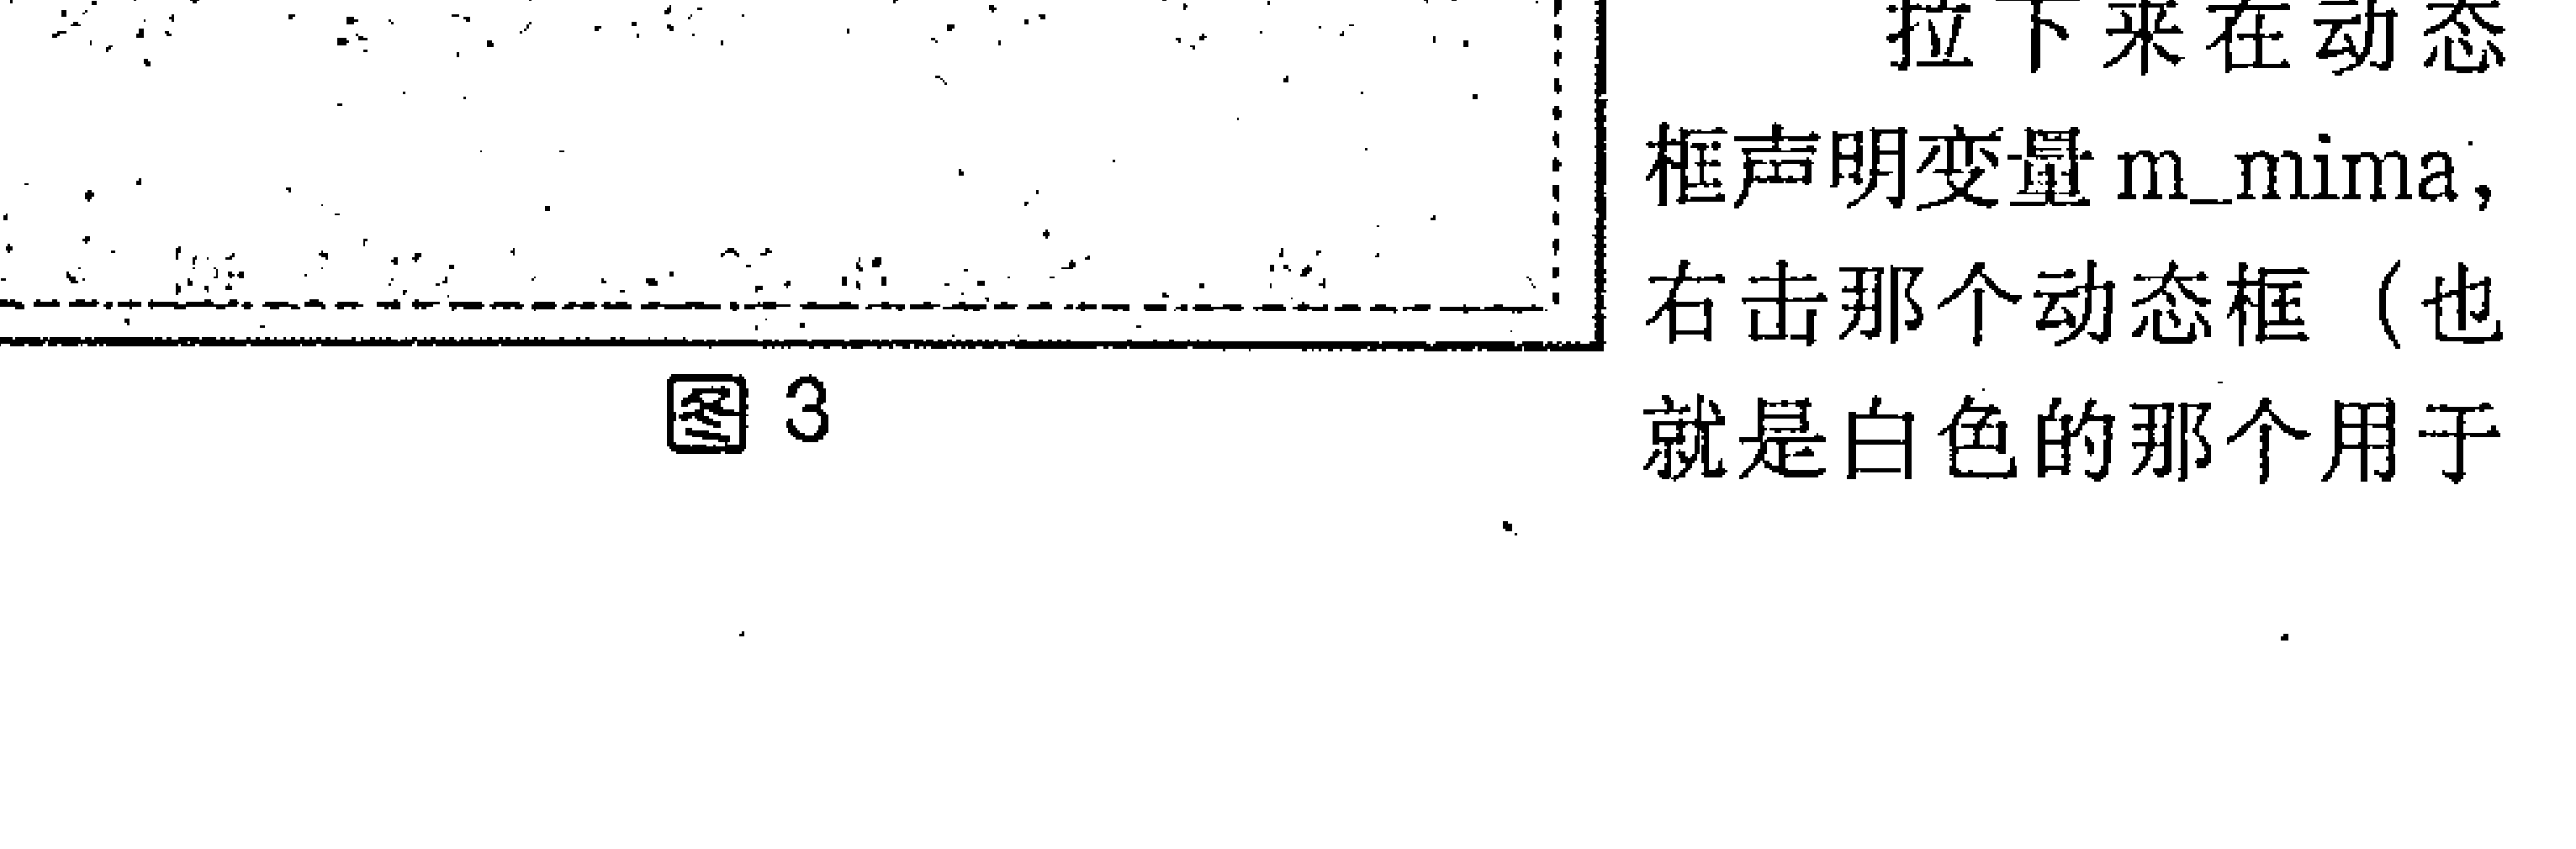 图 3
拉下来在动态
框声明变量 m_mima，
右击那个动态框（也
就是白色的那个用于